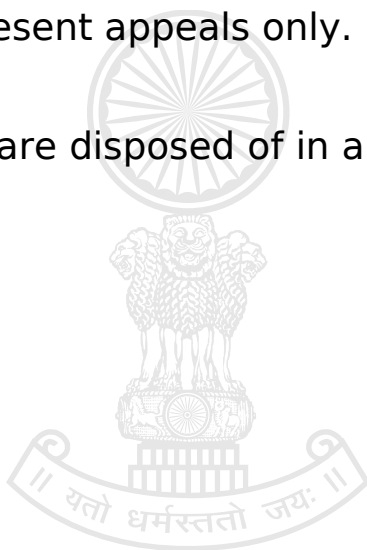 esent appeals only.
are disposed of in a
॥ यतो धर्मस्ततो जयः ॥